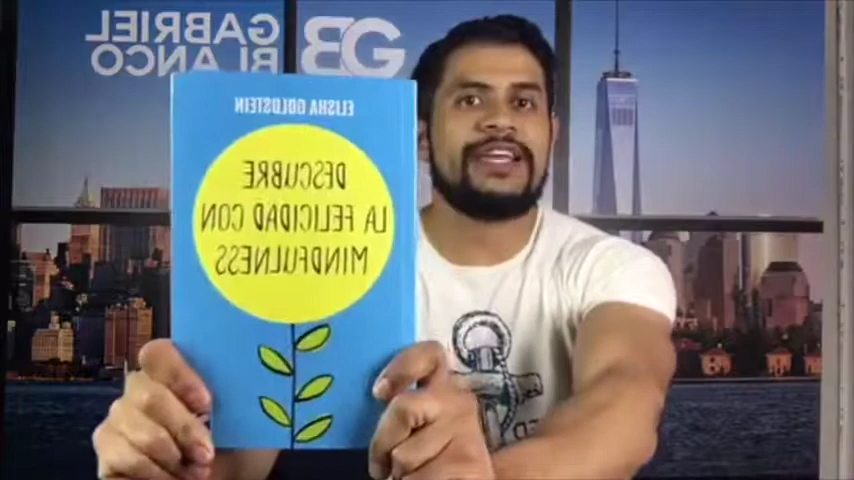 GABRIEL
BLANCO
GB
ELISHA GOLDSTEIN
DESCUBRE
LA FELICIDAD CON
MINDFULNESS